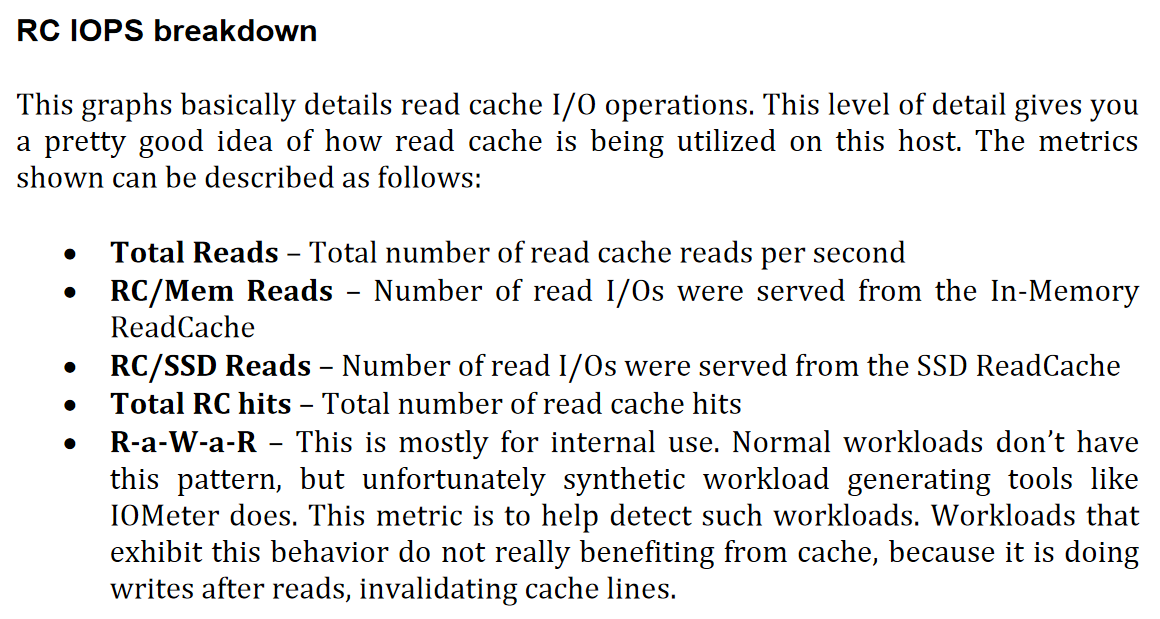 RC IOPS breakdown
This graphs basically details read cache I/O operations. This level of detail gives you
a pretty good idea of how read cache is being utilized on this host. The metrics
shown can be described as follows:
• Total Reads – Total number of read cache reads per second
• RC/Mem Reads – Number of read I/Os were served from the In-Memory
ReadCache
• RC/SSD Reads – Number of read I/Os were served from the SSD ReadCache
• Total RC hits – Total number of read cache hits
• R-a-W-a-R – This is mostly for internal use. Normal workloads don’t have
this pattern, but unfortunately synthetic workload generating tools like
IOMeter does. This metric is to help detect such workloads. Workloads that
exhibit this behavior do not really benefiting from cache, because it is doing
writes after reads, invalidating cache lines.